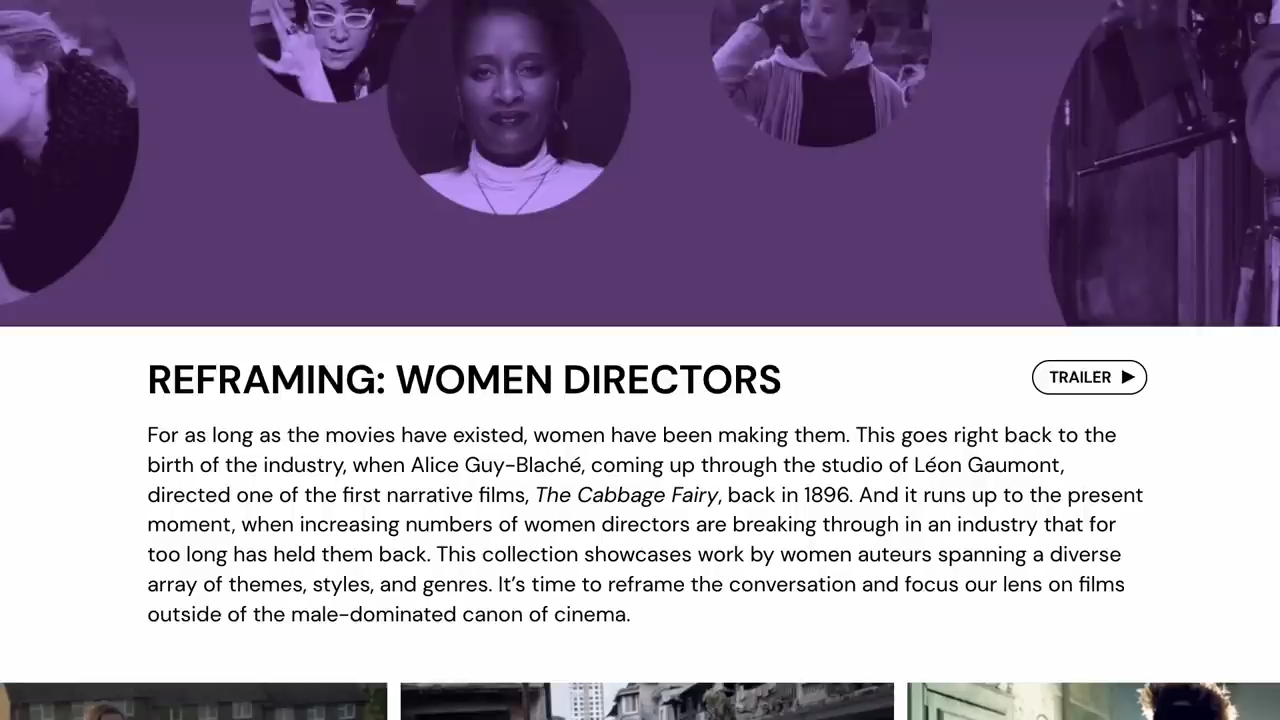 REFRAMING: WOMEN DIRECTORS
TRAILER
For as long as the movies have existed, women have been making them. This goes right back to the
birth of the industry, when Alice Guy-Blaché, coming up through the studio of Léon Gaumont,
directed one of the first narrative films, The Cabbage Fairy, back in 1896. And it runs up to the present
moment, when increasing numbers of women directors are breaking through in an industry that for
too long has held them back. This collection showcases work by women auteurs spanning a diverse
array of themes, styles, and genres. It’s time to reframe the conversation and focus our lens on films
outside of the male-dominated canon of cinema.